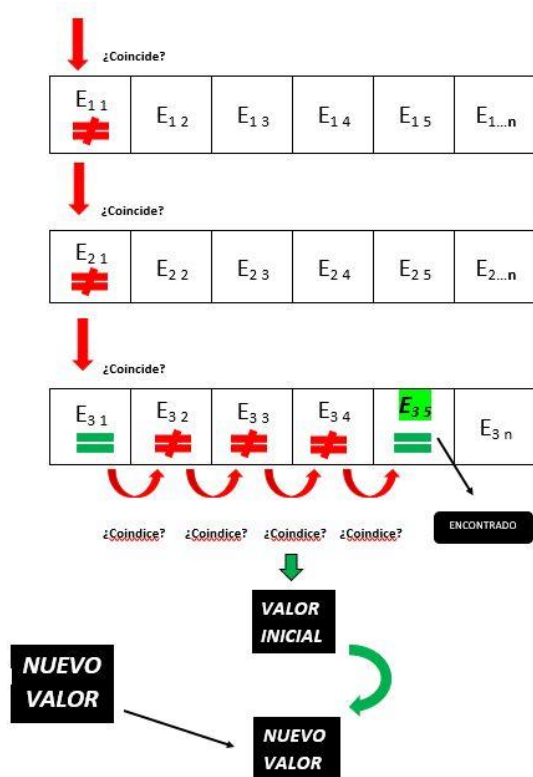 ¿Coincide?
E1 1 E1 2 E1 3 E1 4 E1 5 E1...n
¿Coincide?
E2 1 E2 2 E2 3 E2 4 E2 5 E2...n
¿Coincide?
E3 1 E3 2 E3 3 E3 4 E3 5 E3 n
¿Coindice? ¿Coindice? ¿Coindice? ¿Coindice?
ENCONTRADO
VALOR
INICIAL
NUEVO
VALOR
NUEVO
VALOR